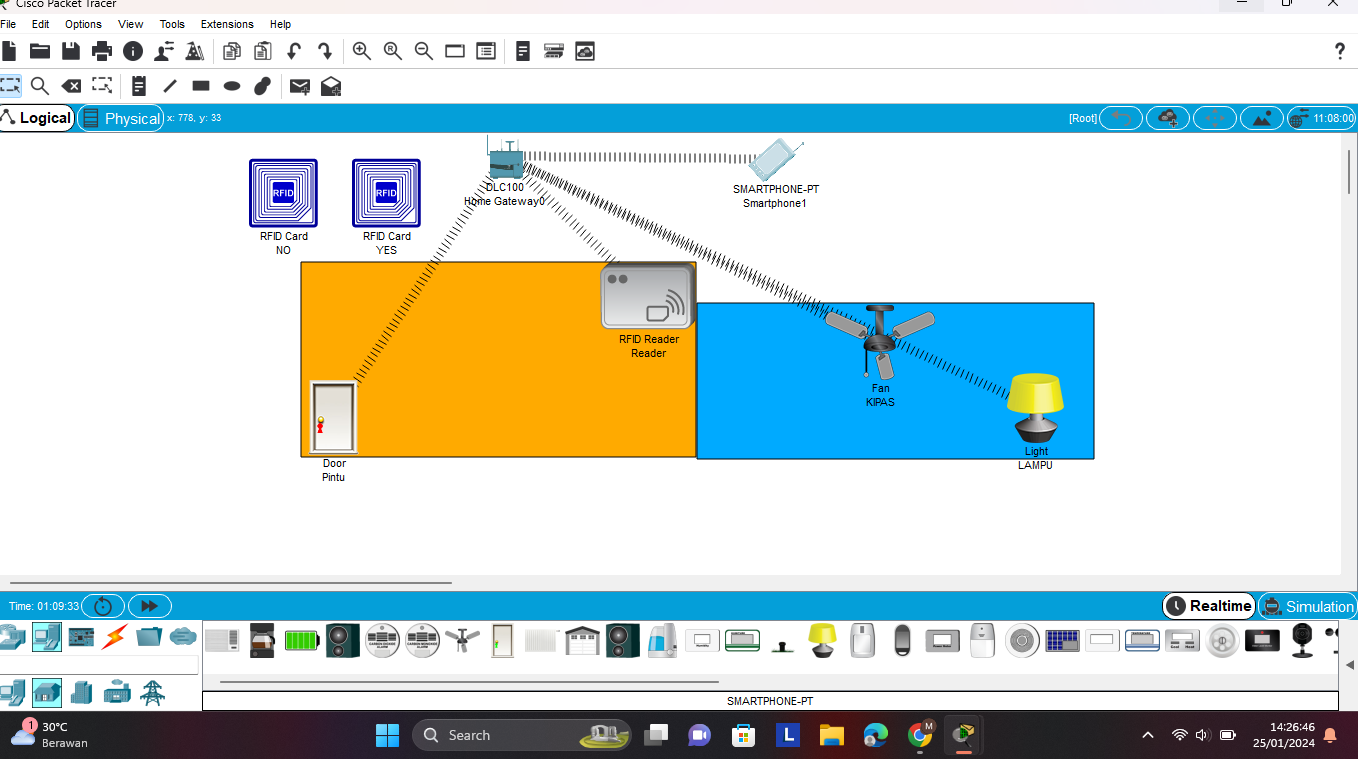 Cisco Packet Tracer
File Edit Options View Tools Extensions Help
?
Logical Physical x: 778, y: 33 [Root] 11:08:00
RFID RFID
DLC100
Home Gateway0
SMARTPHONE-PT
Smartphone1
RFID Card
NO
RFID Card
YES
RFID Reader
Reader
Fan
KIPAS
Light
LAMPU
Door
Pintu
Time: 01:09:33 Realtime Simulation
SMARTPHONE-PT
1
30°C
Berawan
Search
L
M
14:26:46
25/01/2024